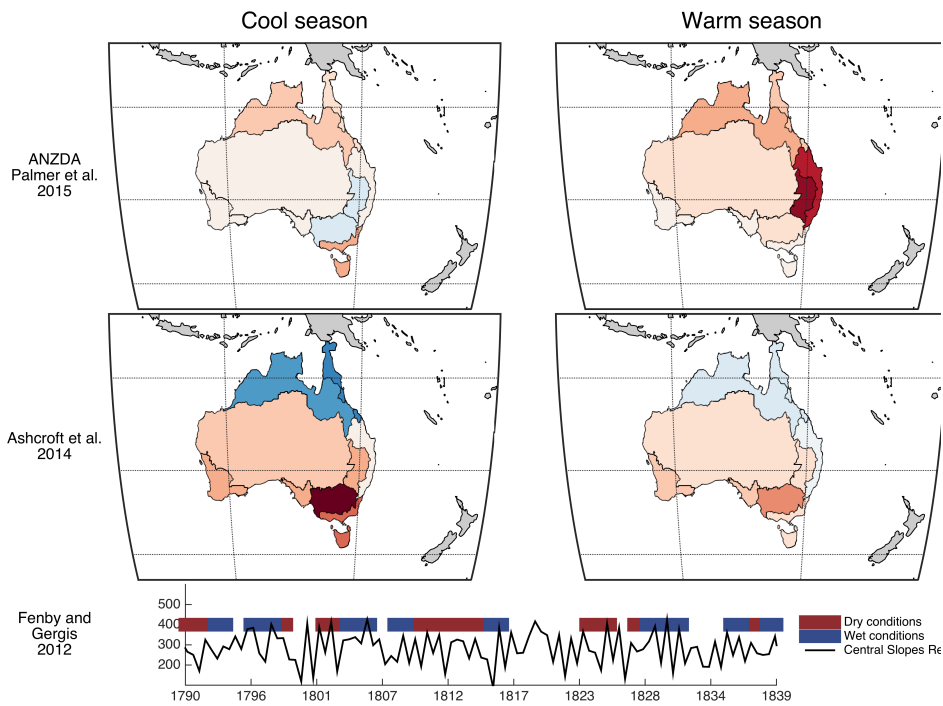 Cool season
Warm season
ANZDA
Palmer et al.
2015
Ashcroft et al.
2014
Fenby and
Gergis
2012
500
400
300
200
Dry conditions
Wet conditions
Central Slopes Re
1790 1796 1801 1807 1812 1817 1823 1828 1834 1839